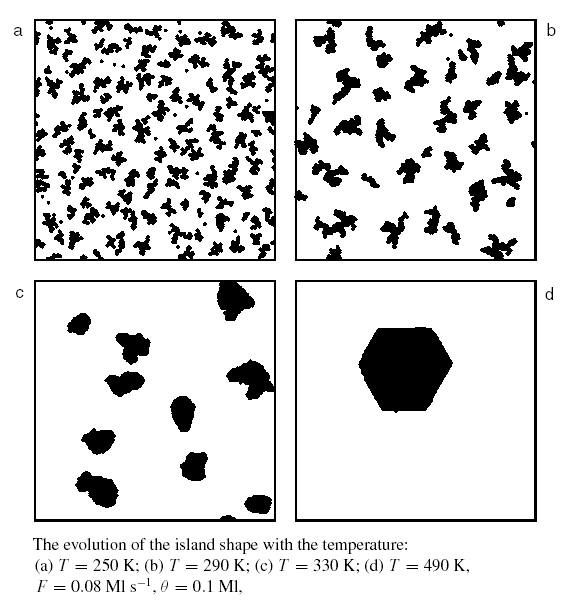 a
b
c
d
The evolution of the island shape with the temperature:
(a) T = 250 K; (b) T = 290 K; (c) T = 330 K; (d) T = 490 K,
F = 0.08 Ml s⁻¹, θ = 0.1 Ml,